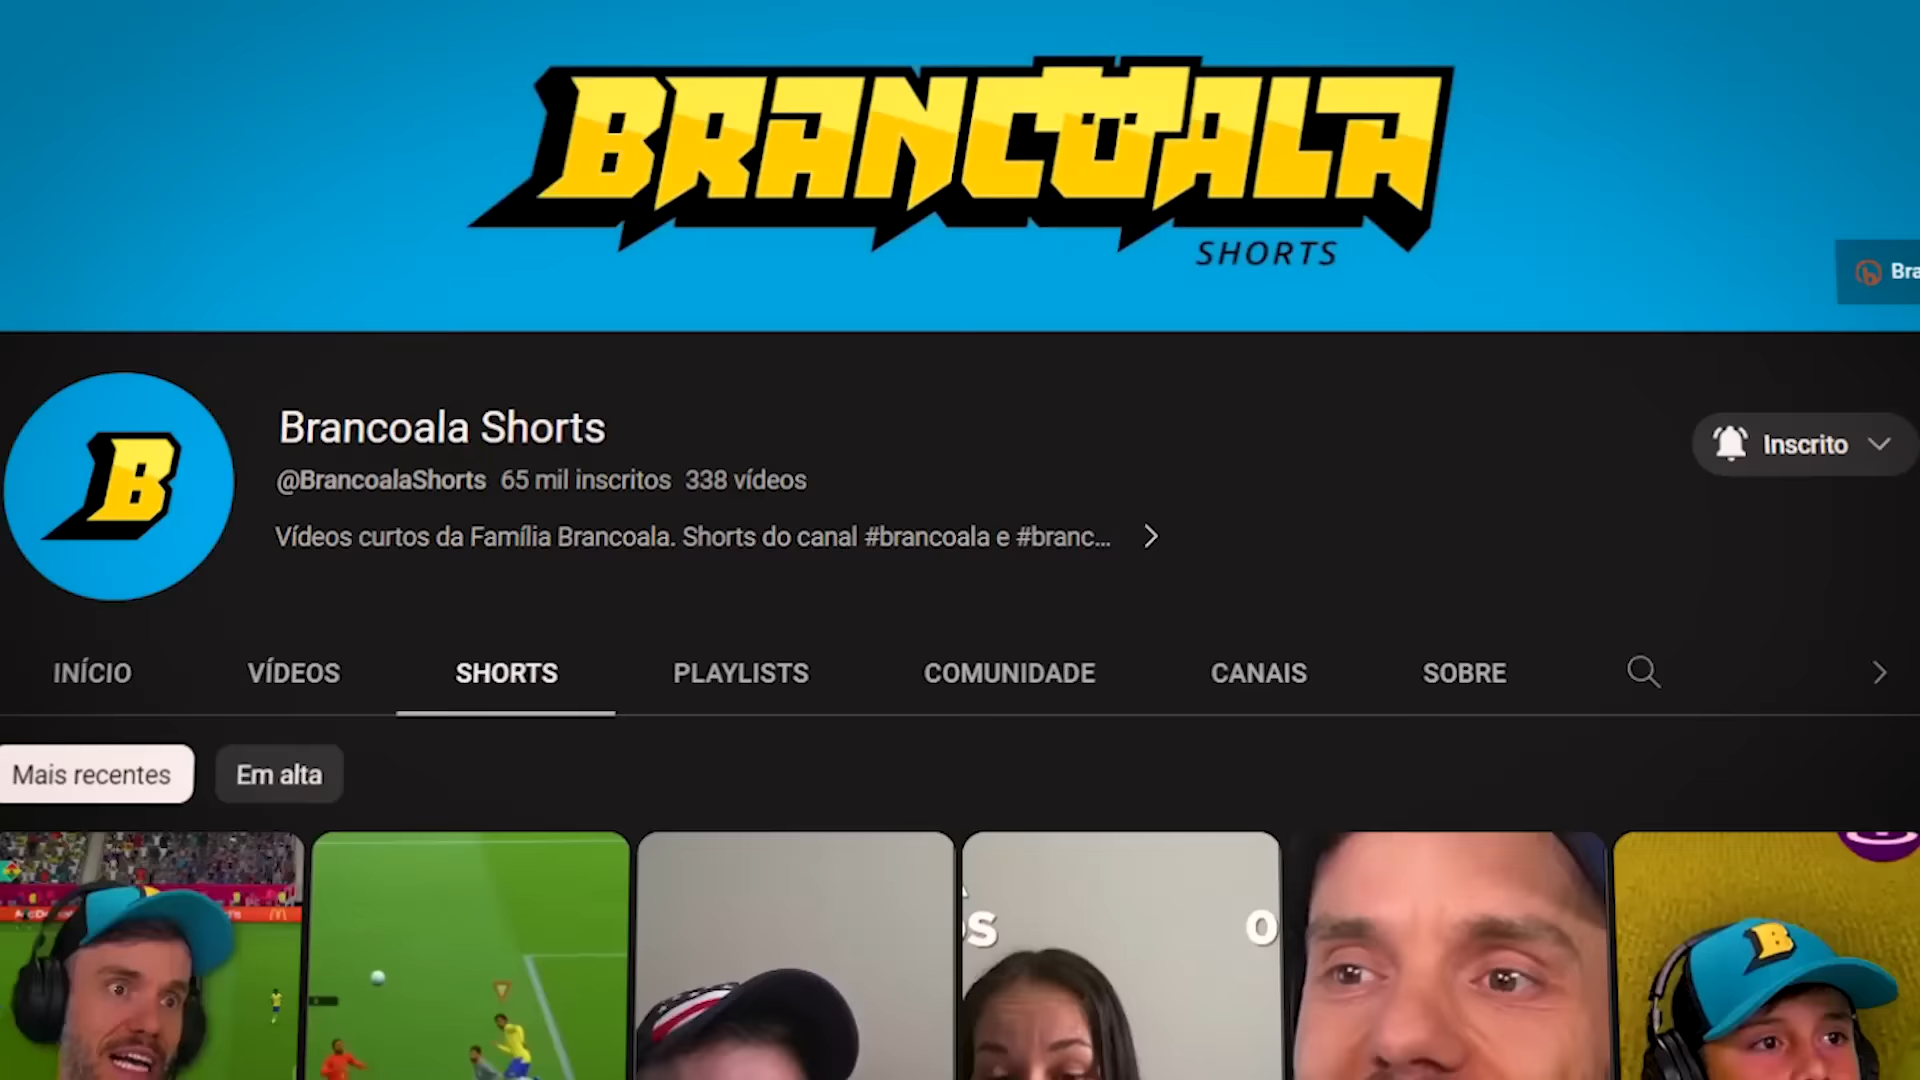 BRANCOALA
SHORTS
Bra
B
Brancoala Shorts
@BrancoalaShorts 65 mil inscritos 338 vídeos
Inscrito
Vídeos curtos da Família Brancoala. Shorts do canal #brancoala e #branc...
INÍCIO VÍDEOS SHORTS PLAYLISTS COMUNIDADE CANAIS SOBRE
Mais recentes Em alta
S
O
B